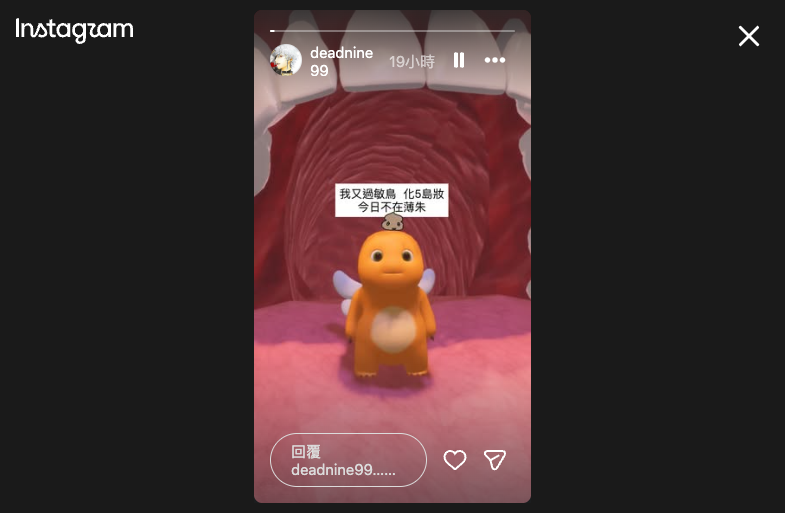 Instagram
deadnine
99
19小時
我又過敏鳥 化5島妝
今日不在薄朱
回覆
deadnine99......